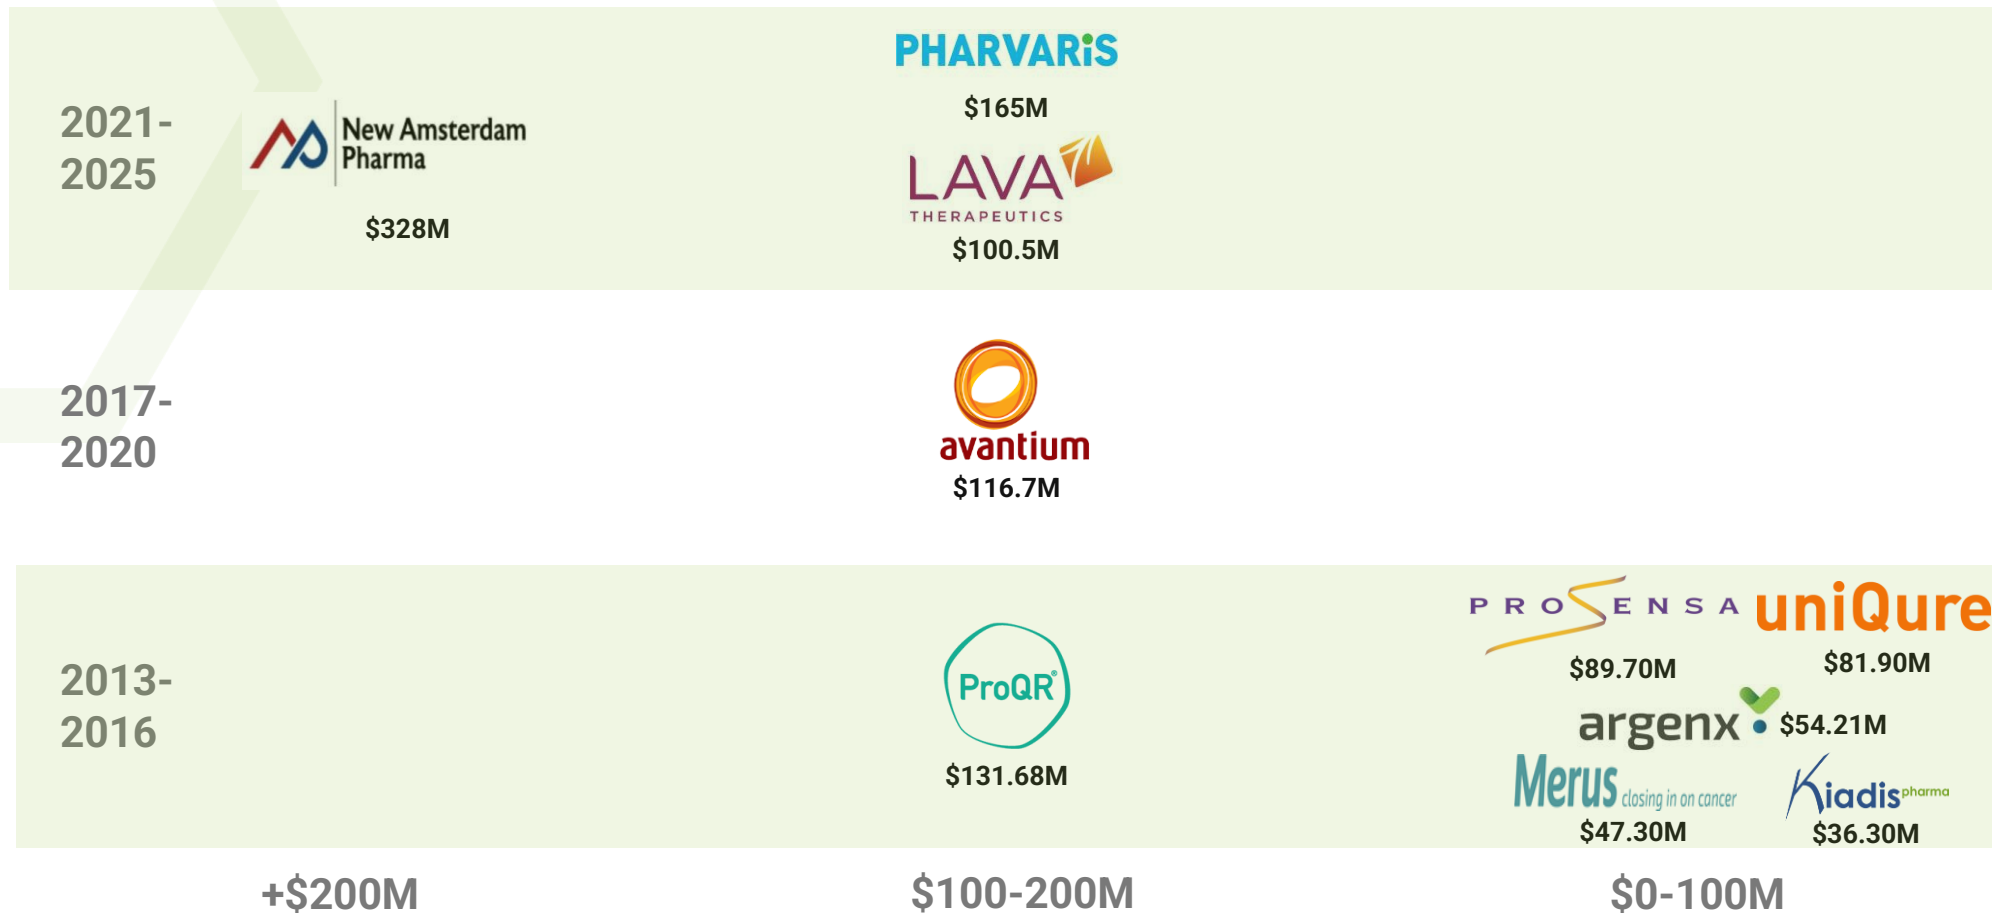 PHARVARiS
$165M
2021-
2025
New Amsterdam
Pharma
$328M
LAVA
THERAPEUTICS
$100.5M
2017-
2020
avantium
$116.7M
2013-
2016
ProQR®
$131.68M
PROSENSA
$89.70M
uniQure
$81.90M
argenx
$54.21M
Merus closing in on cancer
$47.30M
Kiadis pharma
$36.30M
+$200M
$100-200M
$0-100M